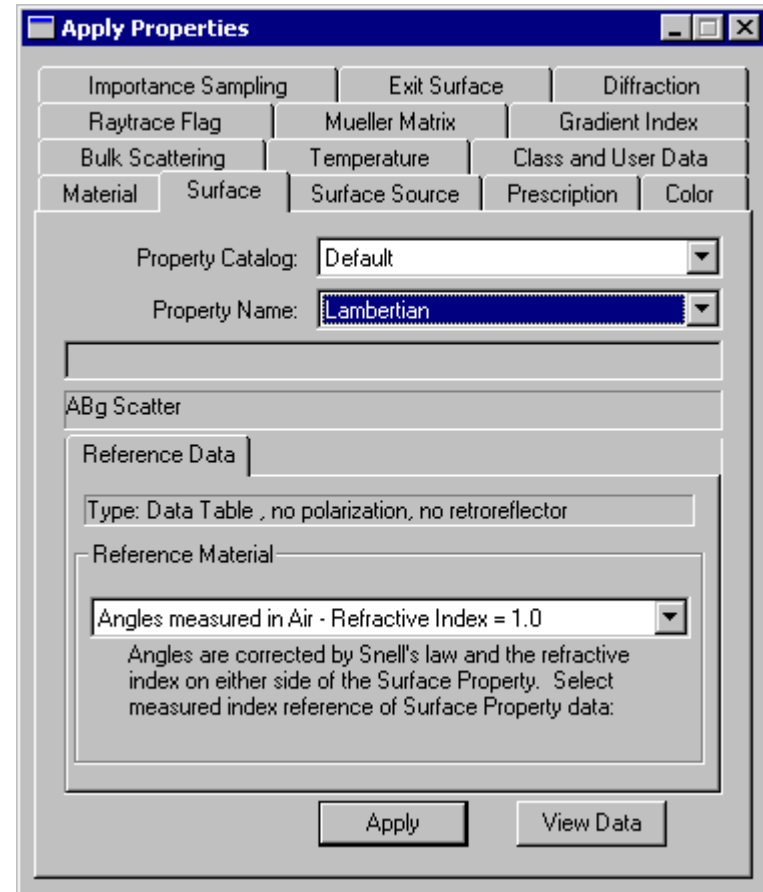 Apply Properties
Importance Sampling Exit Surface Diffraction
Raytrace Flag Mueller Matrix Gradient Index
Bulk Scattering Temperature Class and User Data
Material Surface Surface Source Prescription Color
Property Catalog: Default
Property Name: Lambertian
ABg Scatter
Reference Data
Type: Data Table , no polarization, no retroreflector
Reference Material
Angles measured in Air - Refractive Index = 1.0
Angles are corrected by Snell's law and the refractive
index on either side of the Surface Property. Select
measured index reference of Surface Property data:
Apply View Data